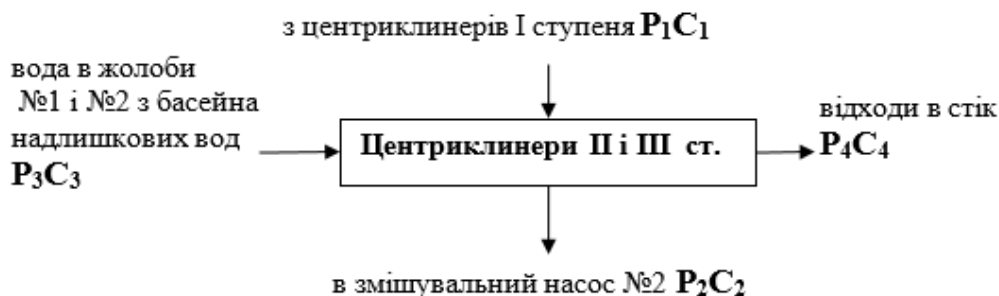 з центриклинерів І ступеня P₁C₁
вода в жолоби
№1 і №2 з басейна
надлишкових вод
P₃C₃
Центриклинери ІІ і ІІІ ст.
відходи в стік
P₄C₄
в змішувальний насос №2 P₂C₂